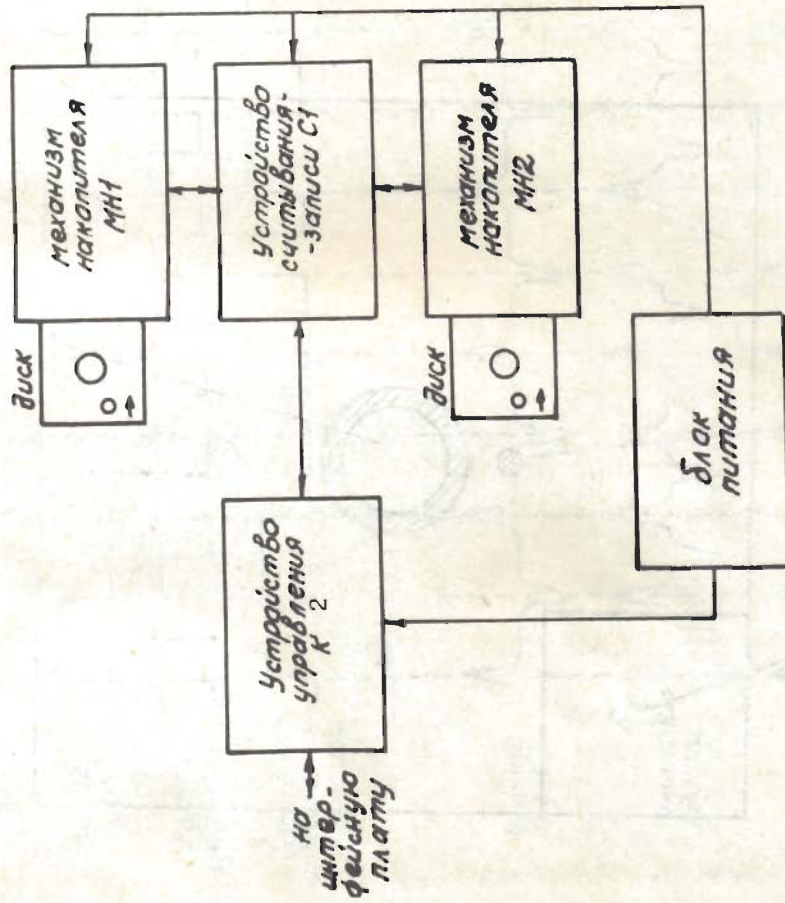 диск
механизм
накопителя
МН1
Устройство
считывания-
-записи С1
диск
механизм
накопителя
МН2
Устройство
управления
К 2
на
интер-
фейсную
плату
блок
питания